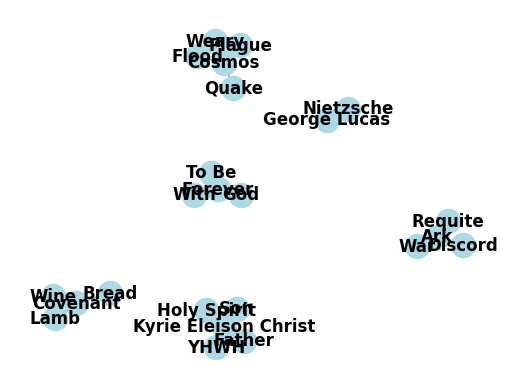 Weary
Plague
Flood
Cosmos
Quake
Nietzsche
George Lucas
To Be
Forever
With
God
Requite
Ark
War
Discord
Wine
Bread
Covenant
Lamb
Holy Spirit
Son
Kyrie Eleison
Christ
Father
YHWH